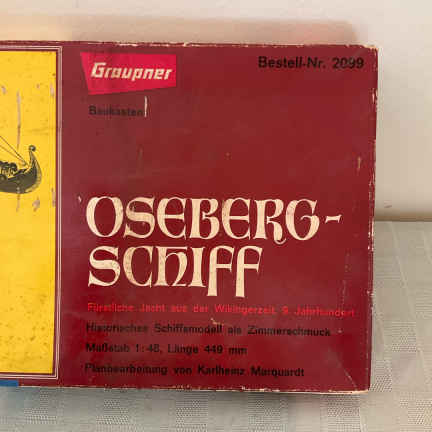 Graupner
Bestell-Nr. 2099
Baukasten
OSEBERG-
SCHIFF
Fürstliche Jacht aus der Wikingerzeit, 9. Jahrhundert
Historisches Schiffsmodell als Zimmerschmuck
Maßstab 1:48, Länge 449 mm
Planbearbeitung von Karlheinz Marquardt